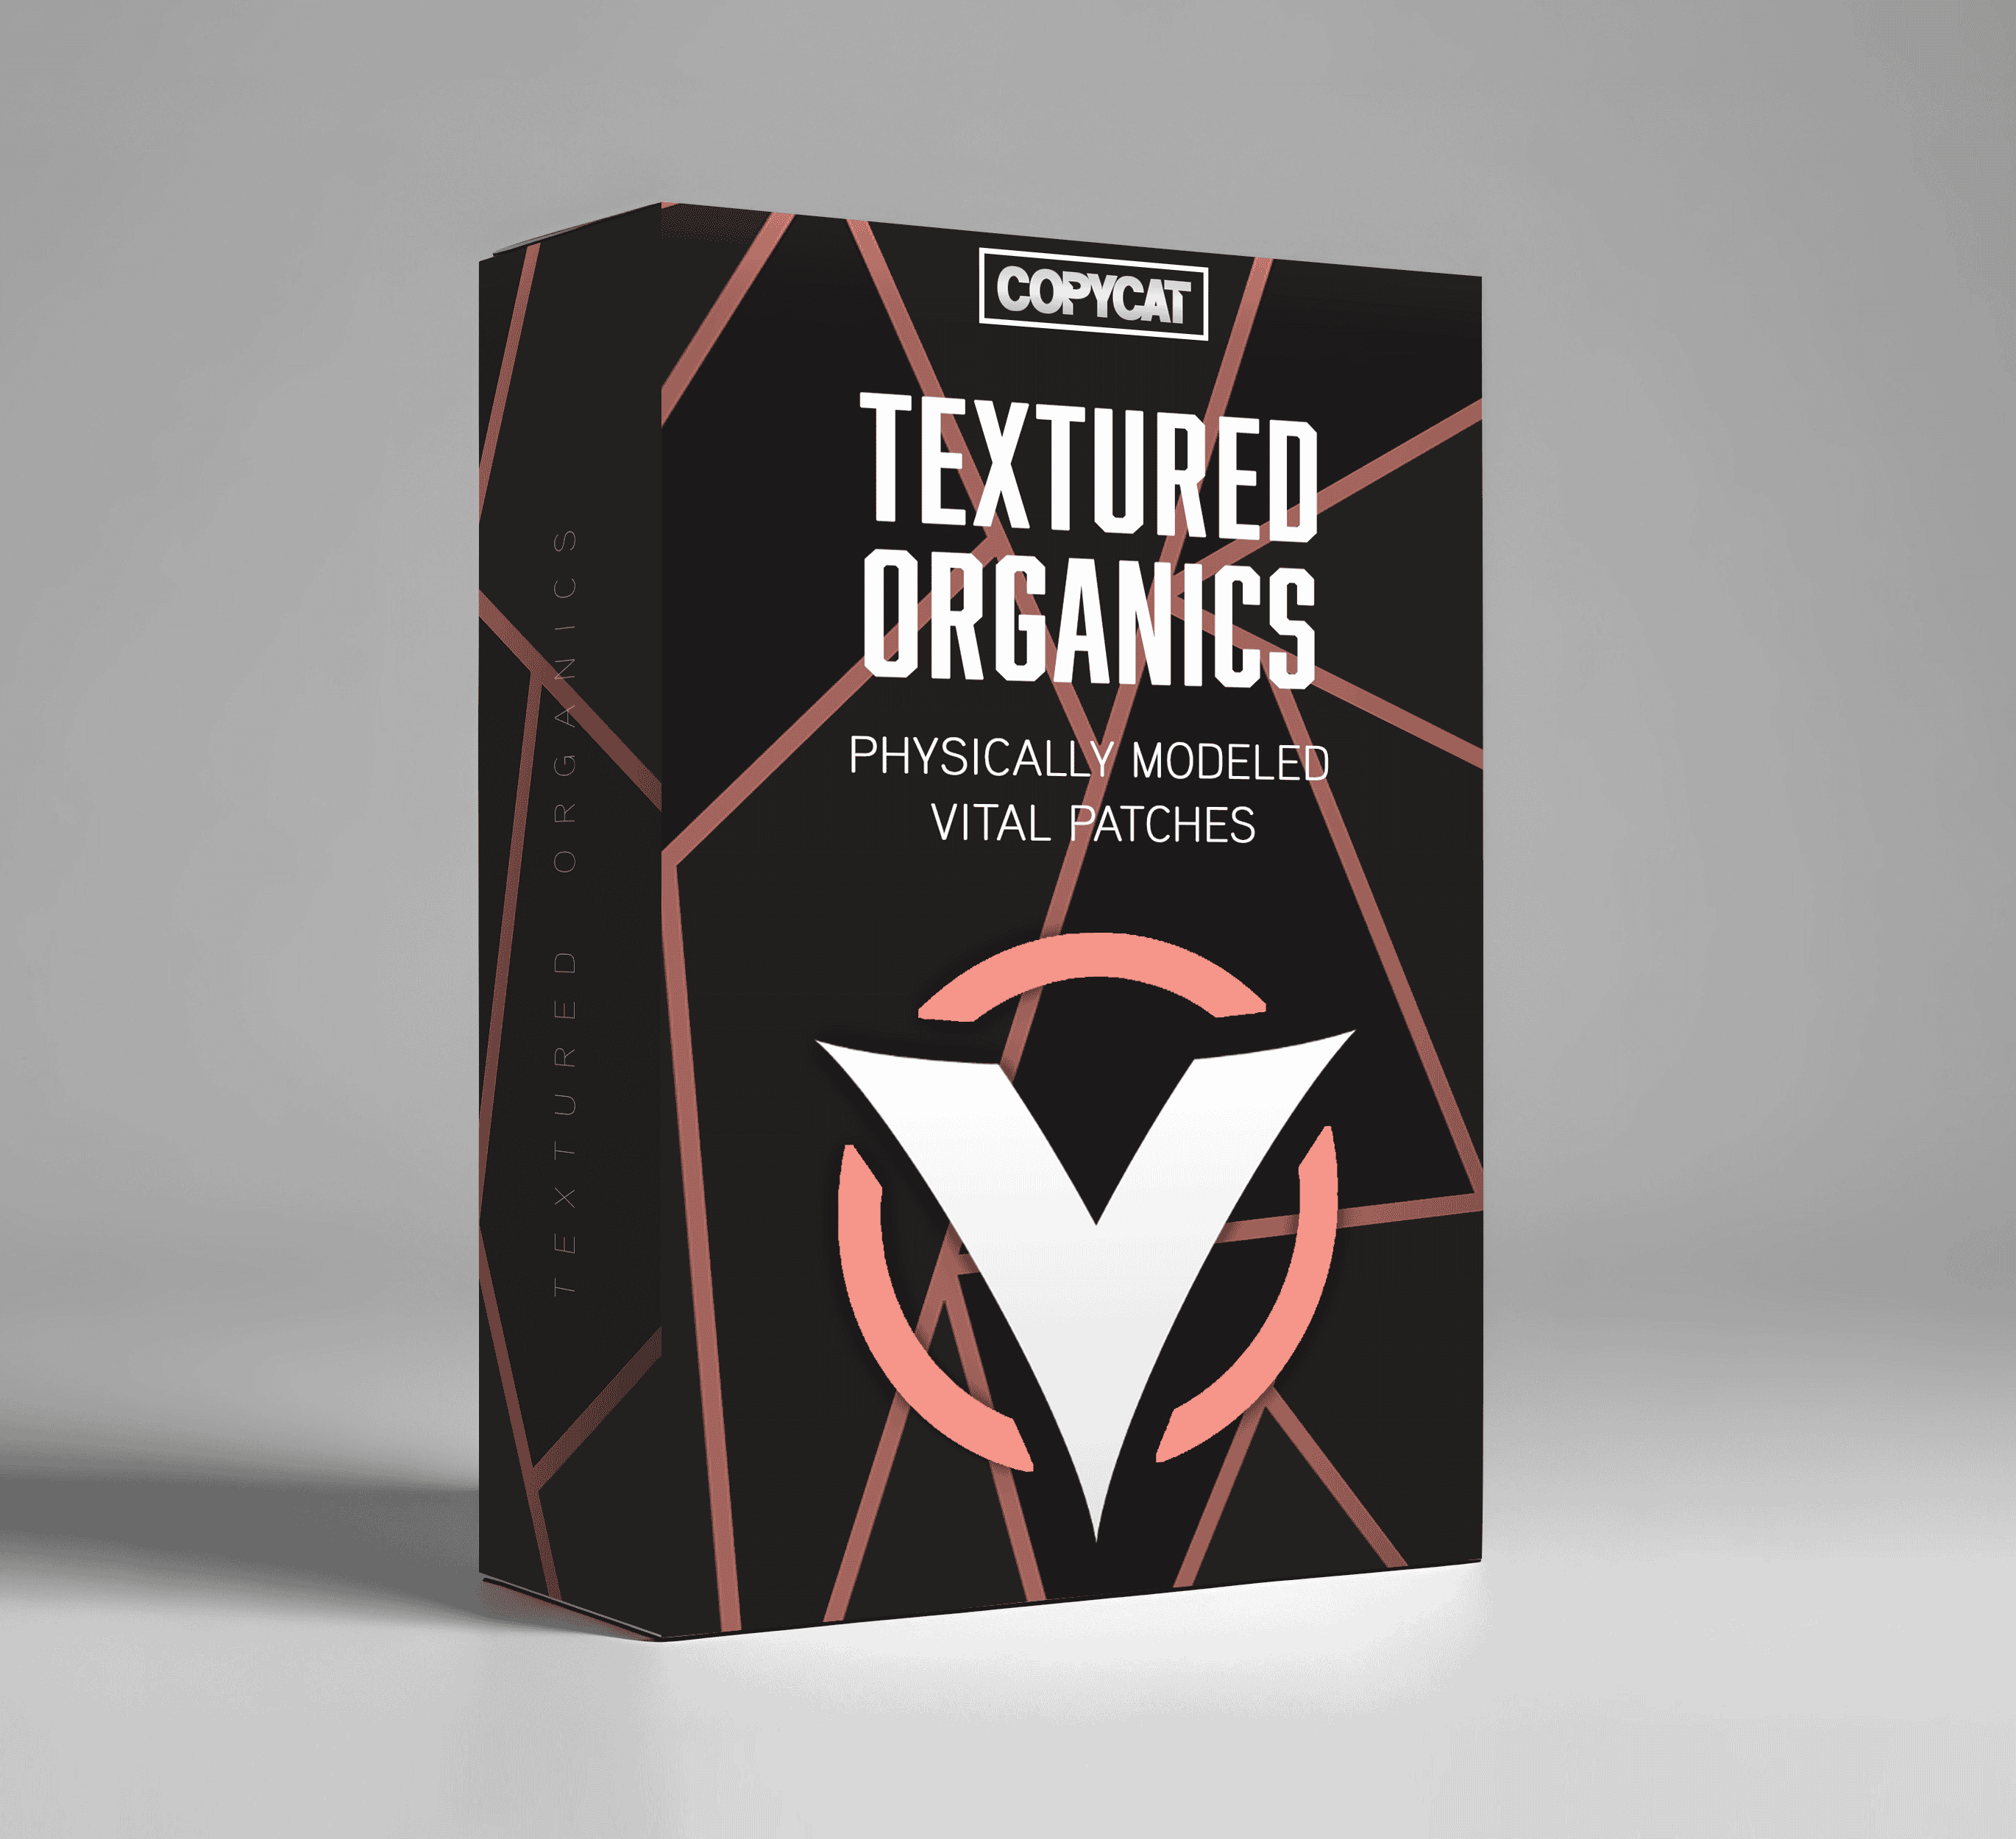 COPYCAT
TEXTURED
ORGANICS
PHYSICALLY MODELED
VITAL PATCHES
TEXTURED ORGANICS